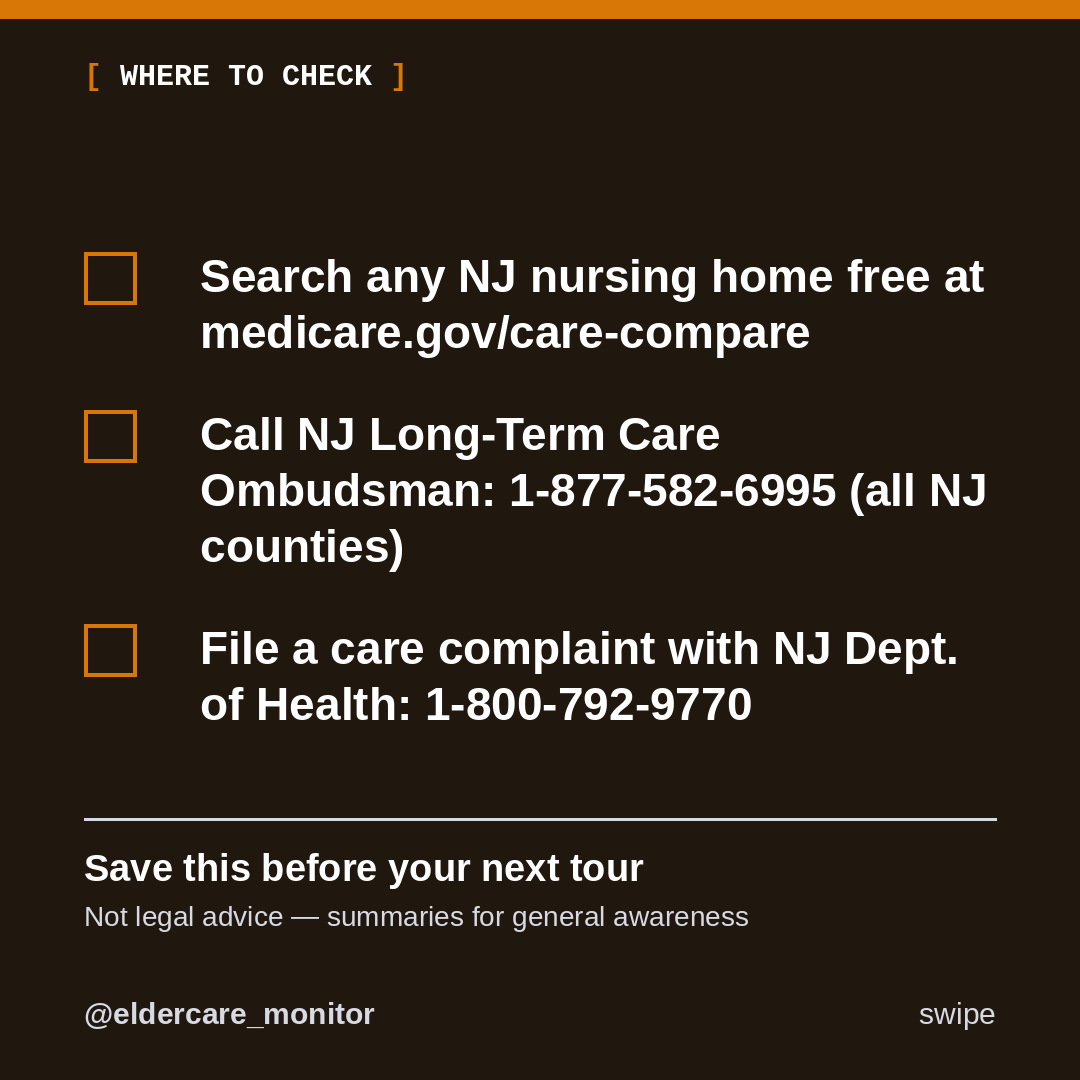 [ WHERE TO CHECK ]
Search any NJ nursing home free at
medicare.gov/care-compare
Call NJ Long-Term Care
Ombudsman: 1-877-582-6995 (all NJ
counties)
File a care complaint with NJ Dept.
of Health: 1-800-792-9770
Save this before your next tour
Not legal advice — summaries for general awareness
@eldercare_monitor
swipe